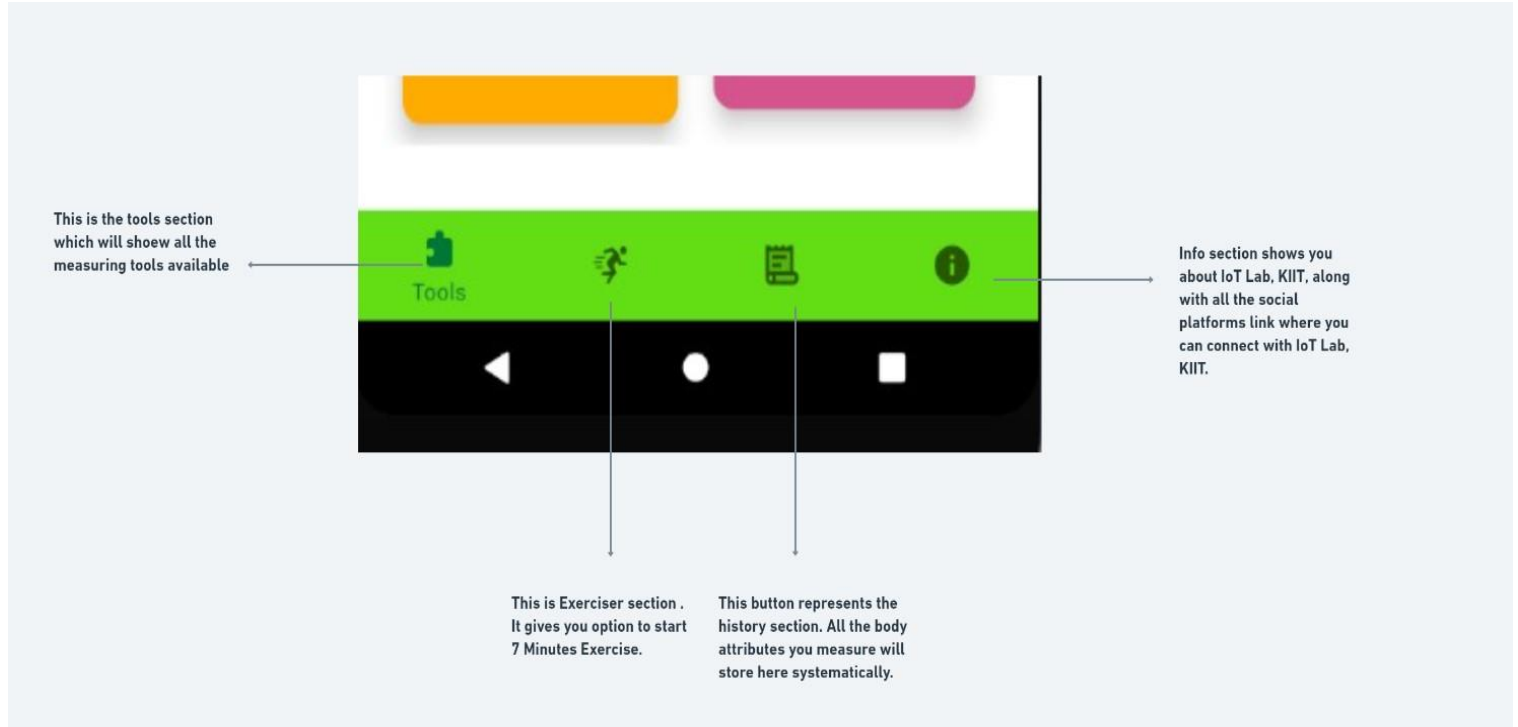 This is the tools section
which will shoew all the
measuring tools available
Tools
Info section shows you
about IoT Lab, KIIT, along
with all the social
platforms link where you
can connect with IoT Lab,
KIIT.
This is Exerciser section .
It gives you option to start
7 Minutes Exercise.
This button represents the
history section. All the body
attributes you measure will
store here systematically.